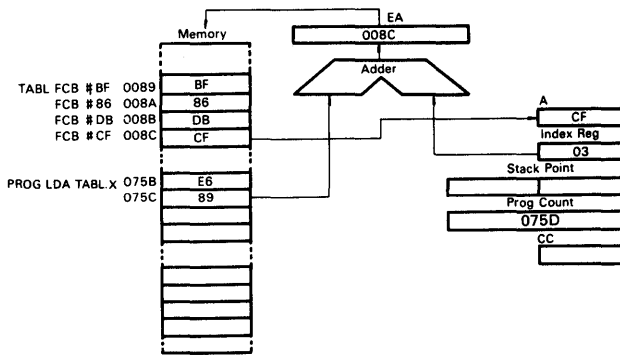 EA
Memory
008C
Adder
TABL FCB #BF 0089 BF
FCB #86 008A 86
FCB #DB 008B DB
FCB #CF 008C CF
A
CF
Index Reg
03
Stack Point
PROG LDA TABL.X 075B E6
075C 89
Prog Count
075D
CC